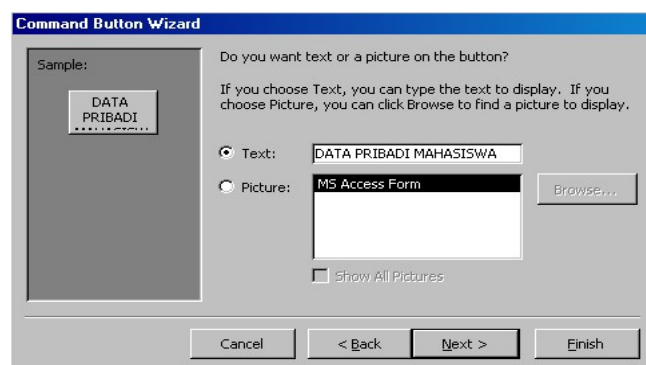 Command Button Wizard
Sample:
DATA
PRIBADI
Do you want text or a picture on the button?
If you choose Text, you can type the text to display. If you
choose Picture, you can click Browse to find a picture to display.
Text:
DATA PRIBADI MAHASISWA
Picture:
MS Access Form
Browse...
Show All Pictures
Cancel
< Back
Next >
Finish